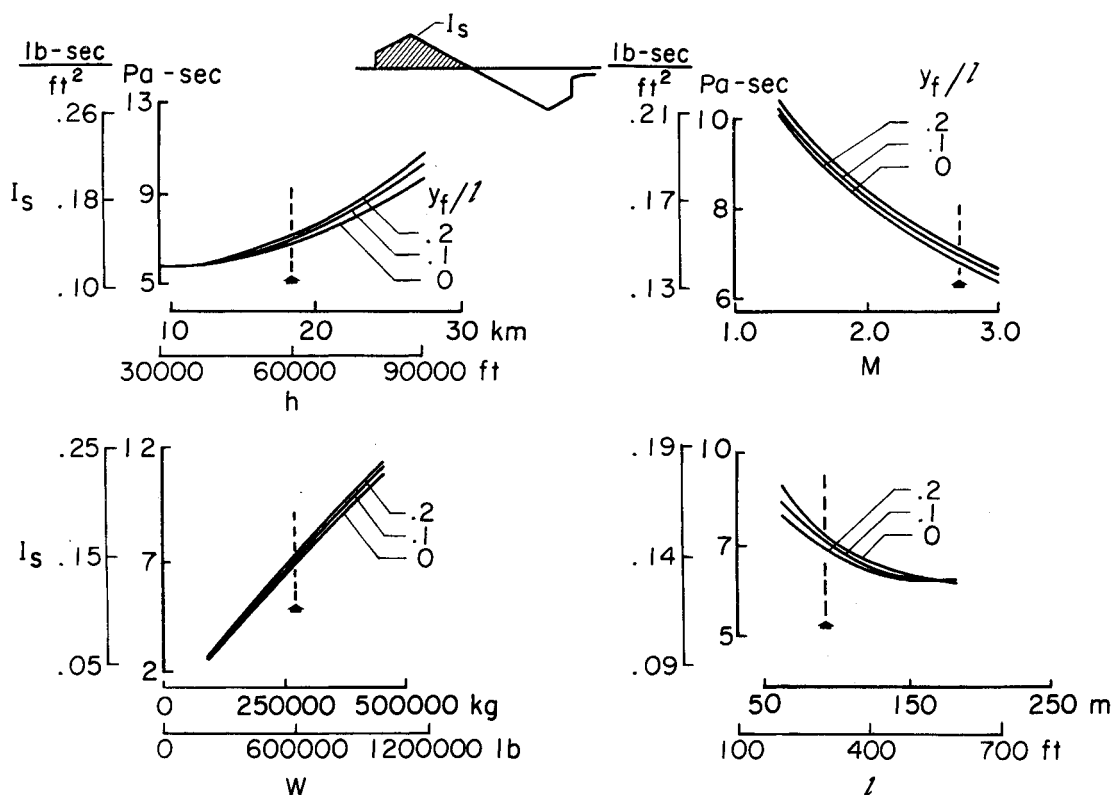 I_s
lb-sec
ft²
Pa-sec
13
.26
9
.18
I_s
5
.10
y_f/l
.2
.1
0
10 20 30 km
30000 60000 90000 ft
h
lb-sec
ft²
Pa-sec
y_f/l
10
.21
.2
.1
0
8
.17
6
.13
1.0 2.0 3.0
M
12
.25
7
.15
I_s
2
.05
.2
.1
0
0 250000 500000 kg
0 600000 1200000 lb
W
10
.19
7
.14
5
.09
.2
.1
0
50 150 250 m
100 400 700 ft
l